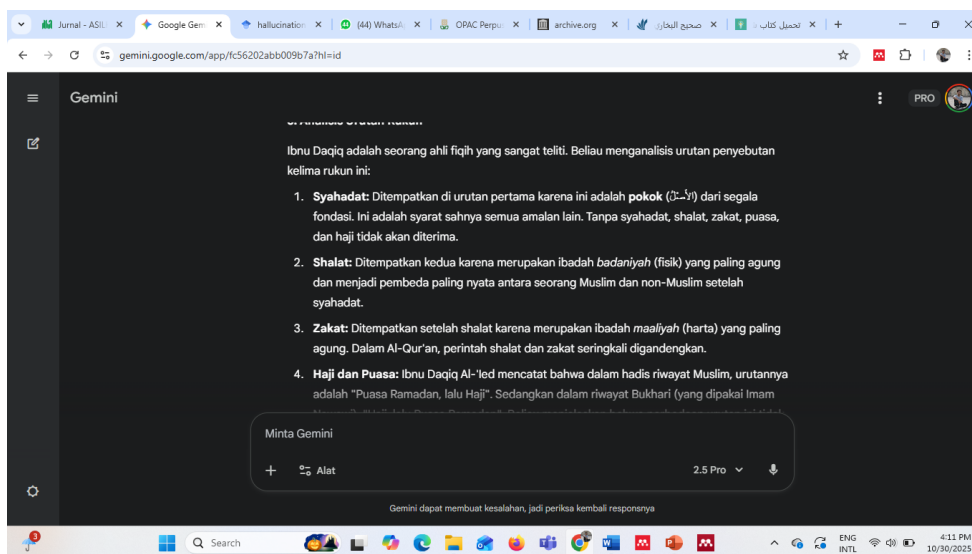 Jurnal - ASIL
Google Gem
hallucination
(44) WhatsA
OPAC Perpu
archive.org
صحيح البخاري
تحميل كتاب
gemini.google.com/app/fc56202abb009b7a?hl=id
Gemini
PRO
Ibnu Daqiq adalah seorang ahli fiqih yang sangat teliti. Beliau menganalisis urutan penyebutan
kelima rukun ini:
1. Syahadat: Ditempatkan di urutan pertama karena ini adalah pokok (الأَصْلُ) dari segala
fondasi. Ini adalah syarat sahnya semua amalan lain. Tanpa syahadat, shalat, zakat, puasa,
dan haji tidak akan diterima.
2. Shalat: Ditempatkan kedua karena merupakan ibadah badaniyah (fisik) yang paling agung
dan menjadi pembeda paling nyata antara seorang Muslim dan non-Muslim setelah
syahadat.
3. Zakat: Ditempatkan setelah shalat karena merupakan ibadah maaliyah (harta) yang paling
agung. Dalam Al-Qur'an, perintah shalat dan zakat seringkali digandengkan.
4. Haji dan Puasa: Ibnu Daqiq Al-'Ied mencatat bahwa dalam hadis riwayat Muslim, urutannya
adalah "Puasa Ramadan, lalu Haji". Sedangkan dalam riwayat Bukhari (yang dipakai Imam
Minta Gemini
Alat
2.5 Pro
Gemini dapat membuat kesalahan, jadi periksa kembali responsnya
Search
ENG
INTL
4:11 PM
10/30/2025